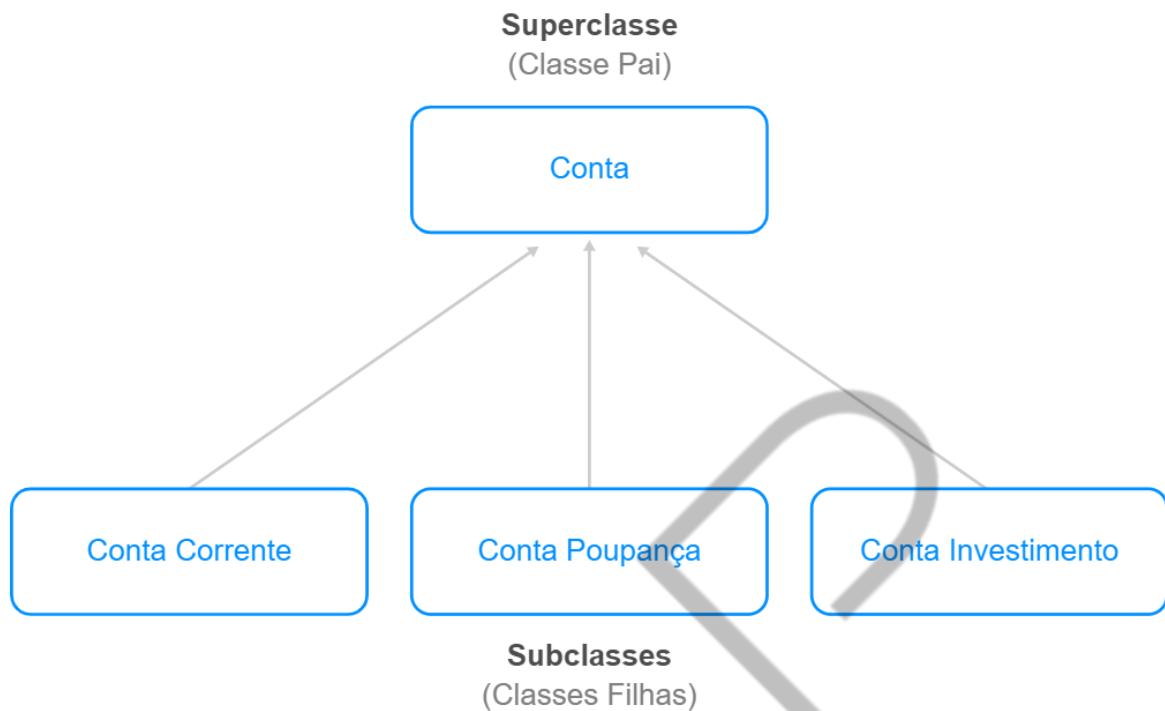 Superclasse
(Classe Pai)
Conta
Conta Corrente
Conta Poupança
Conta Investimento
Subclasses
(Classes Filhas)